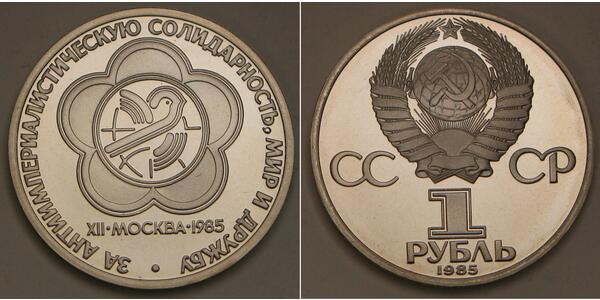 ЗА АНТИИМПЕРИАЛИСТИЧЕСКУЮ СОЛИДАРНОСТЬ, МИР И ДРУЖБУ •
XII•МОСКВА•1985
СС СР
1
РУБЛЬ
1985